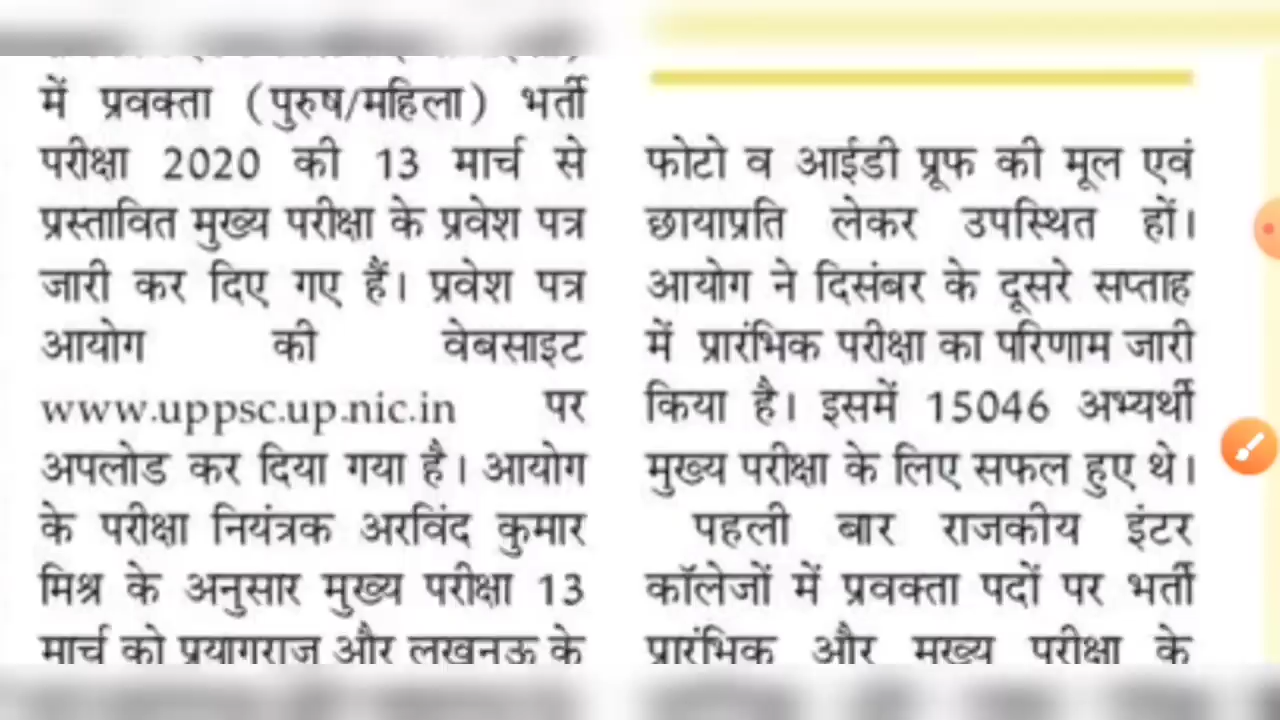 में प्रवक्ता (पुरुष/महिला) भर्ती
परीक्षा 2020 की 13 मार्च से
प्रस्तावित मुख्य परीक्षा के प्रवेश पत्र
जारी कर दिए गए हैं। प्रवेश पत्र
आयोग की वेबसाइट
www.uppsc.up.nic.in पर
अपलोड कर दिया गया है। आयोग
के परीक्षा नियंत्रक अरविंद कुमार
मिश्र के अनुसार मुख्य परीक्षा 13
मार्च को प्रयागराज और लखनऊ के
फोटो व आईडी प्रूफ की मूल एवं
छायाप्रति लेकर उपस्थित हों।
आयोग ने दिसंबर के दूसरे सप्ताह
में प्रारंभिक परीक्षा का परिणाम जारी
किया है। इसमें 15046 अभ्यर्थी
मुख्य परीक्षा के लिए सफल हुए थे।
पहली बार राजकीय इंटर
कॉलेजों में प्रवक्ता पदों पर भर्ती
प्रारंभिक और मुख्य परीक्षा के